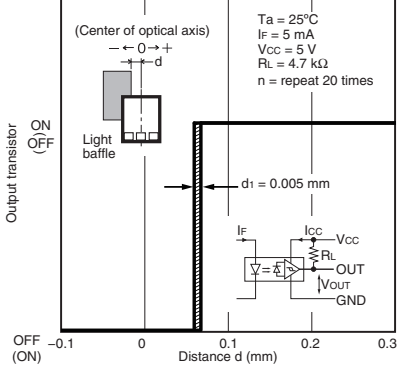 (Center of optical axis)
− ← 0 → +
d
Ta = 25°C
IF = 5 mA
VCC = 5 V
RL = 4.7 kΩ
n = repeat 20 times
Light
baffle
Output transistor
ON
OFF
( )
d1 = 0.005 mm
IF
ICC
VCC
RL
OUT
VOUT
GND
OFF
(ON)
−0.1 0 0.1 0.2 0.3
Distance d (mm)